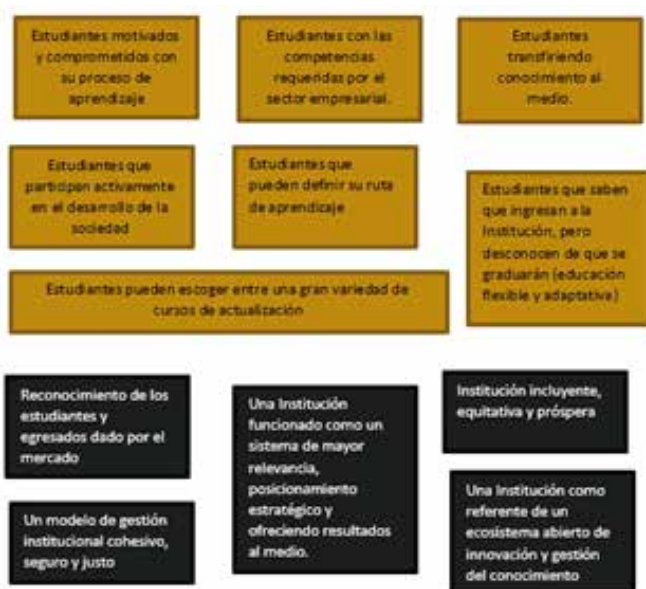 Estudiantes motivados
y comprometidos con
su proceso de
aprendizaje
Estudiantes con las
competencias
requeridas por el
sector empresarial.
Estudiantes
transfiriendo
conocimiento al
medio.
Estudiantes que
participan activamente
en el desarrollo de la
sociedad
Estudiantes que
pueden definir su ruta
de aprendizaje
Estudiantes que saben
que ingresan a la
Institución, pero
desconocen de que se
graduarán (educación
flexible y adaptativa)
Estudiantes pueden escoger entre una gran variedad de
cursos de actualización
Reconocimiento de los
estudiantes y
egresados dado por el
mercado
Una Institución
funcionado como un
sistema de mayor
relevancia,
posicionamiento
estratégico y
ofreciendo resultados
al medio.
Institución incluyente,
equitativa y próspera
Un modelo de gestión
institucional cohesivo,
seguro y justo
Una Institución como
referente de un
ecosistema abierto de
innovación y gestión
del conocimiento